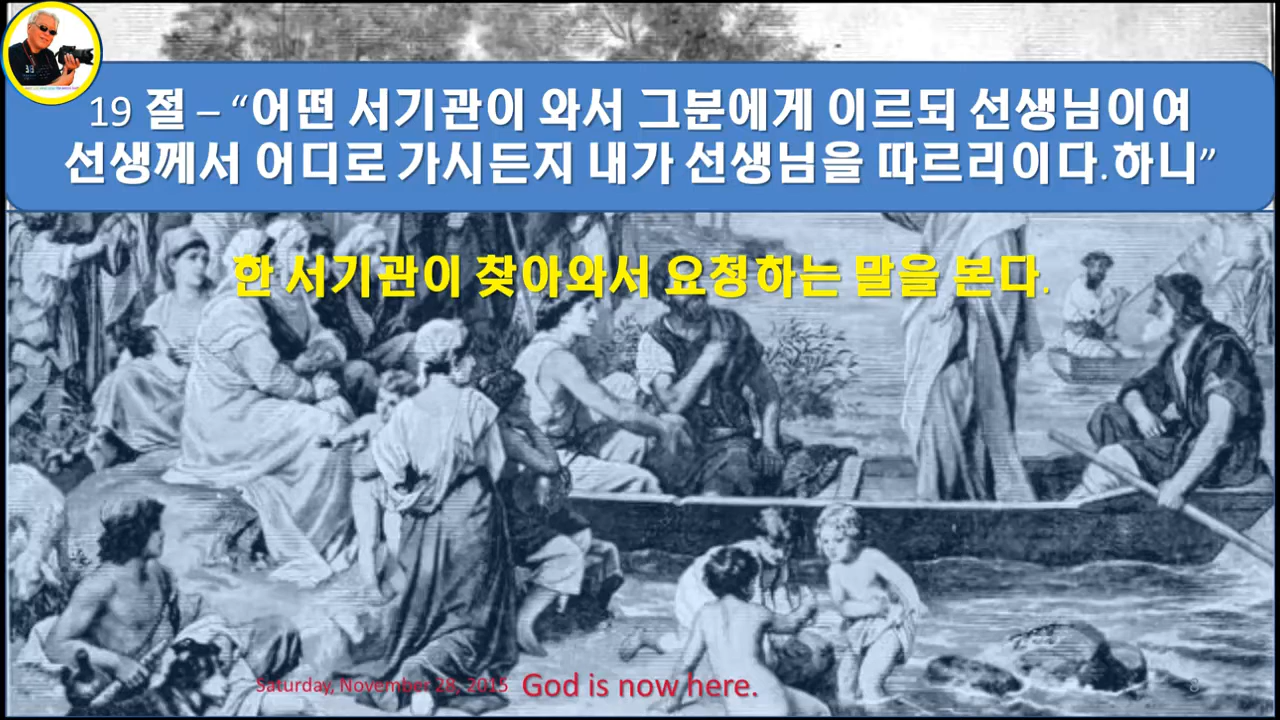 19 절 – “어떤 서기관이 와서 그분에게 이르되 선생님이여
선생께서 어디로 가시든지 내가 선생님을 따르리이다.하니”
한 서기관이 찾아와서 요청하는 말을 본다.
Saturday, November 28, 2015 God is now here. 8